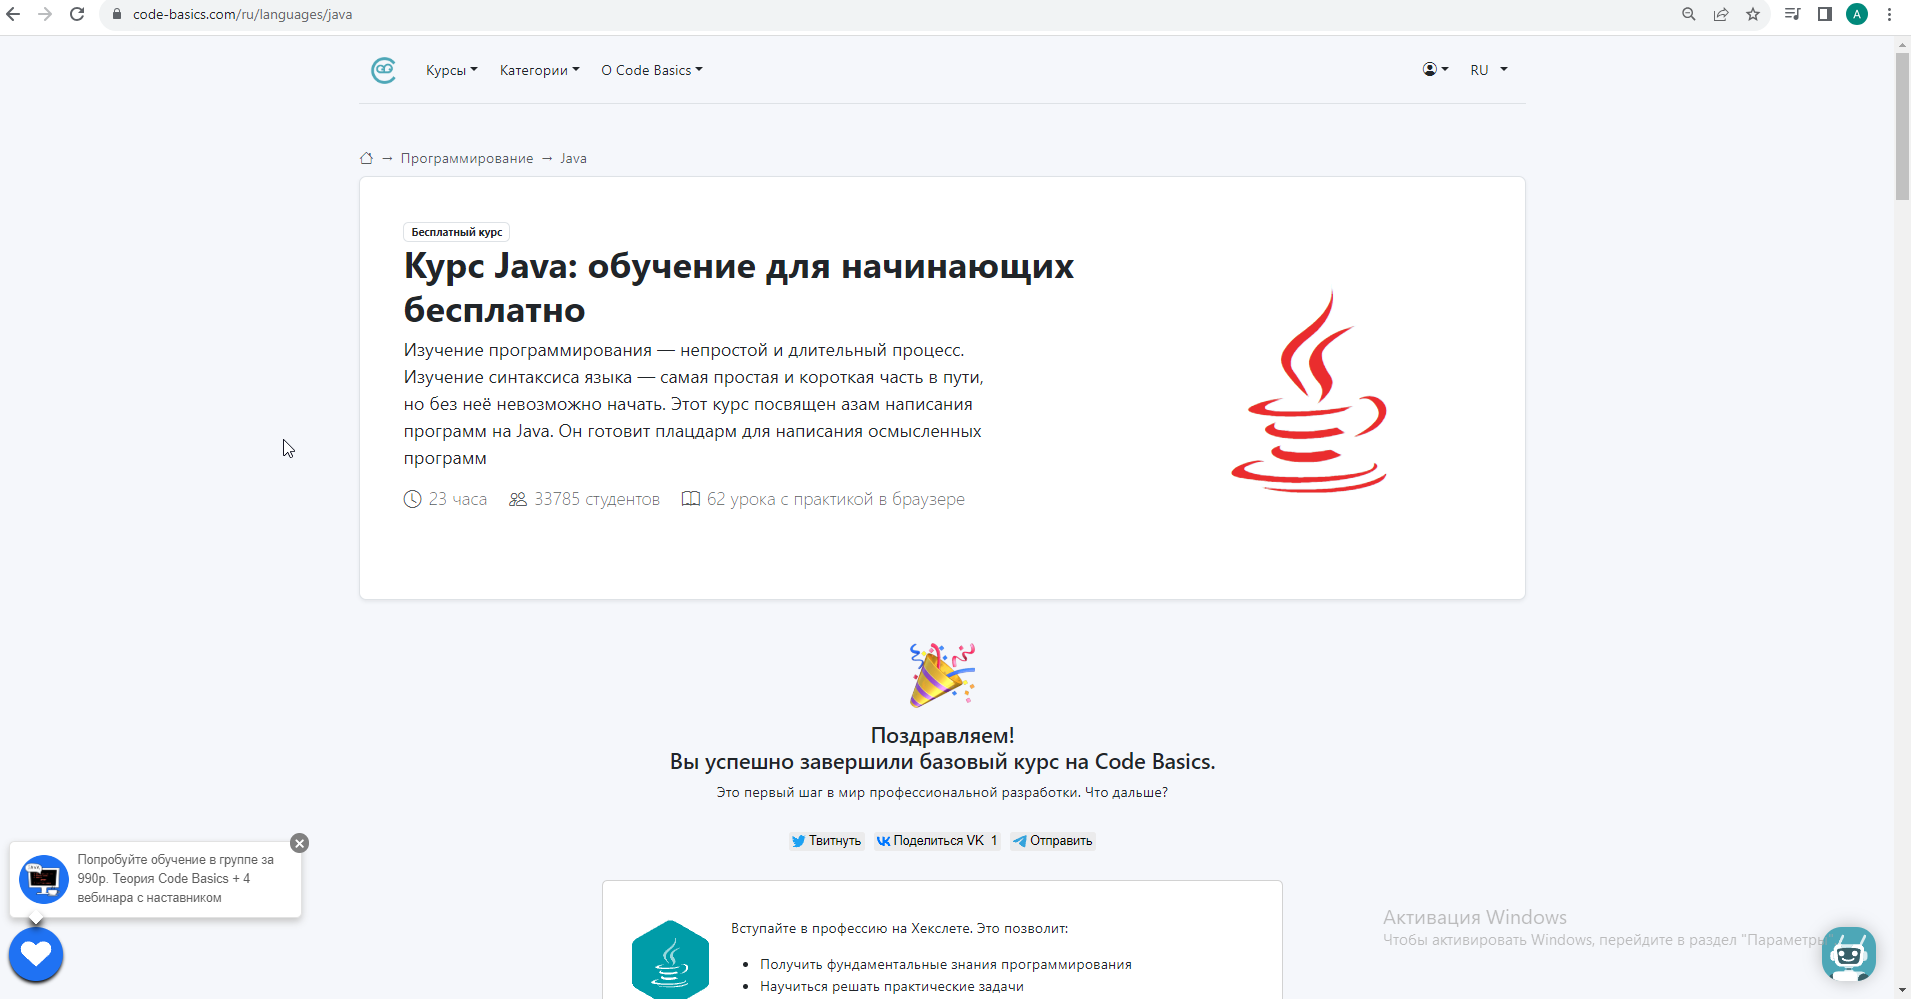 code-basics.com/ru/languages/java
A
Курсы
Категории
О Code Basics
RU
→ Программирование → Java
Бесплатный курс
Курс Java: обучение для начинающих
бесплатно
Изучение программирования — непростой и длительный процесс.
Изучение синтаксиса языка — самая простая и короткая часть в пути,
но без неё невозможно начать. Этот курс посвящен азам написания
программ на Java. Он готовит плацдарм для написания осмысленных
программ
23 часа
33785 студентов
62 урока с практикой в браузере
Поздравляем!
Вы успешно завершили базовый курс на Code Basics.
Это первый шаг в мир профессиональной разработки. Что дальше?
Твитнуть
Поделиться VK 1
Отправить
Попробуйте обучение в группе за
990р. Теория Code Basics + 4
вебинара с наставником
Вступайте в профессию на Хекслете. Это позволит:
• Получить фундаментальные знания программирования
• Научиться решать практические задачи
Активация Windows
Чтобы активировать Windows, перейдите в раздел "Параметры